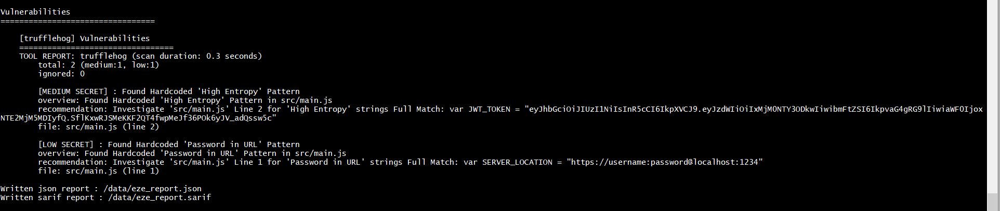 Vulnerabilities
=================================
[trufflehog] Vulnerabilities
=================================
TOOL REPORT: trufflehog (scan duration: 0.3 seconds)
total: 2 (medium:1, low:1)
ignored: 0
[MEDIUM SECRET] : Found Hardcoded 'High Entropy' Pattern
overview: Found Hardcoded 'High Entropy' Pattern in src/main.js
recommendation: Investigate 'src/main.js' Line 2 for 'High Entropy' strings Full Match: var JWT_TOKEN = "eyJhbGciOiJIUzI1NiIsInR5cCI6IkpXVCJ9.eyJzdWIiOiIxMjM0NTY3ODkwIiwibmFtZSI6IkpvaG4gRG9lIiwiaWF0Ijox
NTE2MjM5MDIyfQ.SflKxwRJSMeKKF2QT4fwpMeJf36POk6yJV_adQssw5c"
file: src/main.js (line 2)
[LOW SECRET] : Found Hardcoded 'Password in URL' Pattern
overview: Found Hardcoded 'Password in URL' Pattern in src/main.js
recommendation: Investigate 'src/main.js' Line 1 for 'Password in URL' strings Full Match: var SERVER_LOCATION = "https://username:password@localhost:1234"
file: src/main.js (line 1)
Written json report : /data/eze_report.json
Written sarif report : /data/eze_report.sarif